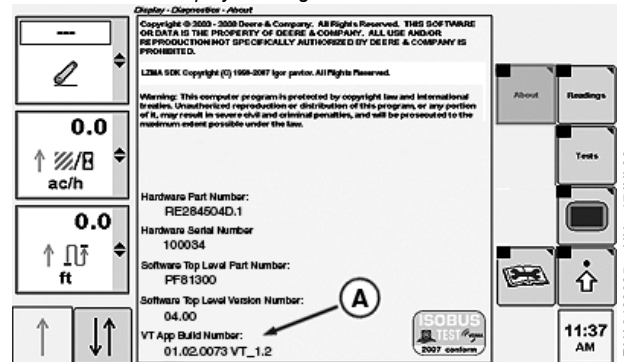 Display - Diagnostics - About
---
0.0
ac/h
0.0
ft
Copyright © 2003 - 2008 Deere & Company. All Rights Reserved. THIS SOFTWARE
OR DATA IS THE PROPERTY OF DEERE & COMPANY. ALL USE AND/OR
REPRODUCTION NOT SPECIFICALLY AUTHORIZED BY DEERE & COMPANY IS
PROHIBITED.
LZMA SDK Copyright (C) 1998-2007 Igor pavlov. All Rights Reserved.
Warning: This computer program is protected by copyright law and international
treaties. Unauthorized reproduction or distribution of this program, or any portion
of it, may result in severe civil and criminal penalties, and will be prosecuted to the
maximum extent possible under the law.
Hardware Part Number:
RE284504D.1
Hardware Serial Number
100034
Software Top Level Part Number:
PF81300
Software Top Level Version Number:
04.00
VT App Build Number:
01.02.0073 VT_1.2
A
ISOBUS
TEST
2007 conform
About
Readings
Tests
11:37
AM